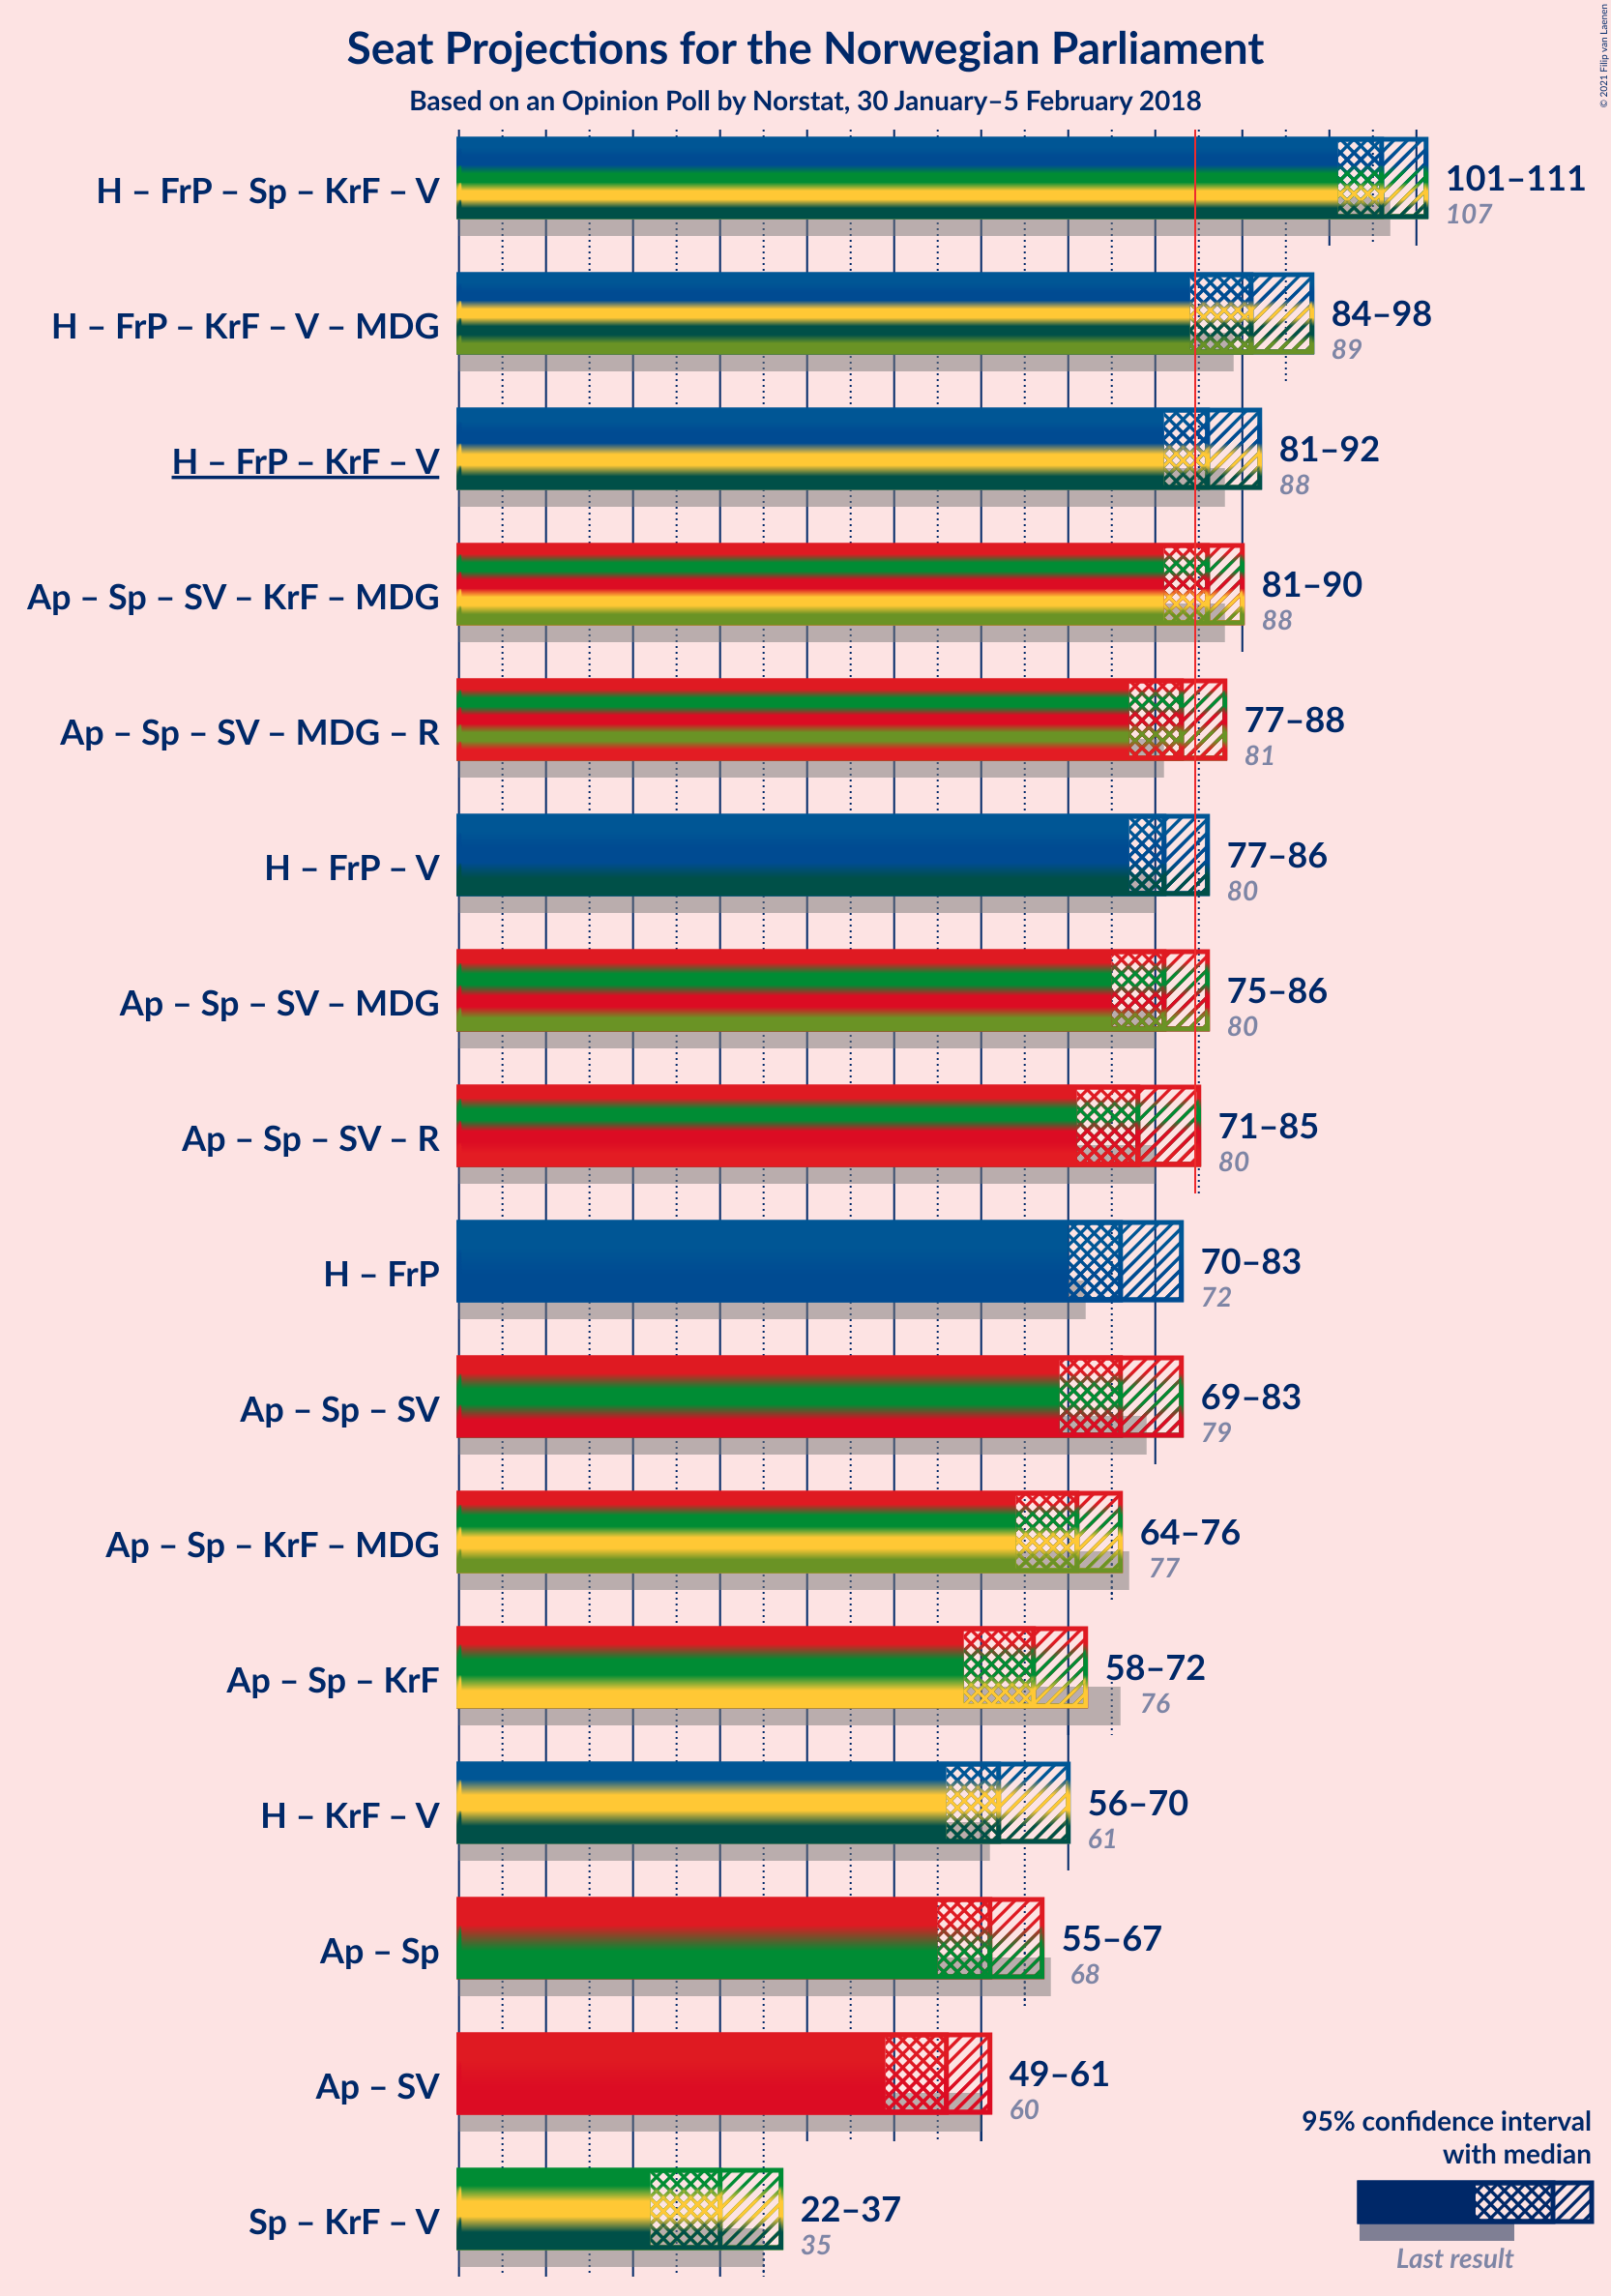 Seat Projections for the Norwegian Parliament
Based on an Opinion Poll by Norstat, 30 January–5 February 2018
© 2021 Filip van Laenen
H – FrP – Sp – KrF – V
101–111
107
H – FrP – KrF – V – MDG
84–98
89
H – FrP – KrF – V
81–92
88
Ap – Sp – SV – KrF – MDG
81–90
88
Ap – Sp – SV – MDG – R
77–88
81
H – FrP – V
77–86
80
Ap – Sp – SV – MDG
75–86
80
Ap – Sp – SV – R
71–85
80
H – FrP
70–83
72
Ap – Sp – SV
69–83
79
Ap – Sp – KrF – MDG
64–76
77
Ap – Sp – KrF
58–72
76
H – KrF – V
56–70
61
Ap – Sp
55–67
68
Ap – SV
49–61
60
Sp – KrF – V
22–37
35
95% confidence interval
with median
Last result